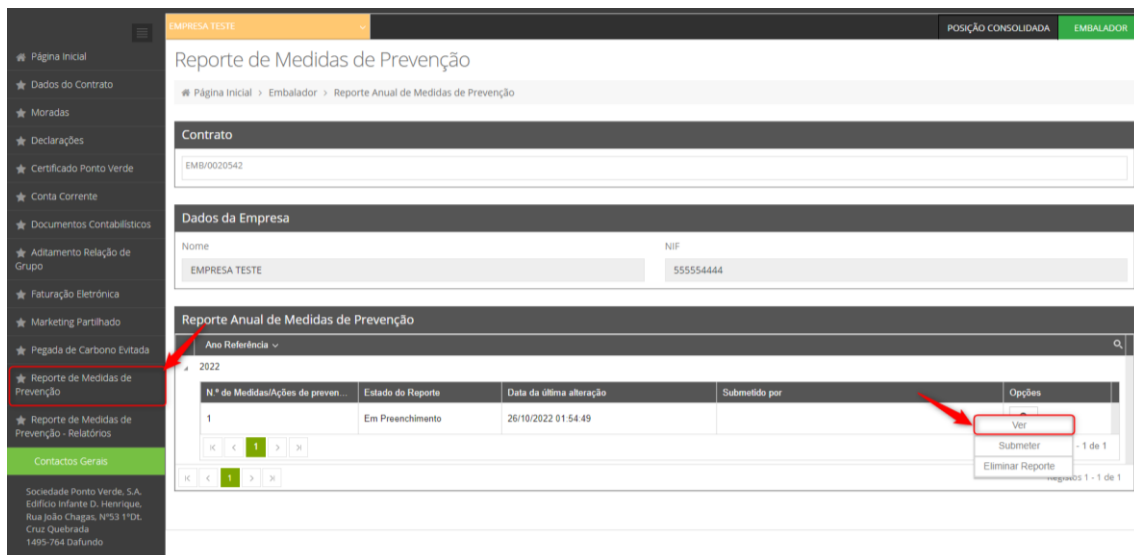 EMPRESA TESTE
POSIÇÃO CONSOLIDADA
EMBALADOR
Página Inicial
Dados do Contrato
Moradas
Declarações
Certificado Ponto Verde
Conta Corrente
Documentos Contabilísticos
Aditamento Relação de
Grupo
Faturação Eletrónica
Marketing Partilhado
Pegada de Carbono Evitada
Reporte de Medidas de
Prevenção
Reporte de Medidas de
Prevenção - Relatórios
Contactos Gerais
Sociedade Ponto Verde, S.A.
Edifício Infante D. Henrique,
Rua João Chagas, Nº53 1ºDt.
Cruz Quebrada
1495-764 Dafundo
Reporte de Medidas de Prevenção
Página Inicial > Embalador > Reporte Anual de Medidas de Prevenção
Contrato
EMB/0020542
Dados da Empresa
Nome
NIF
EMPRESA TESTE
555554444
Reporte Anual de Medidas de Prevenção
Ano Referência
2022
N.º de Medidas/Ações de preven...
Estado do Reporte
Data da última alteração
Submetido por
Opções
1
Em Preenchimento
26/10/2022 01:54:49
Ver
Submeter
Eliminar Reporte
1
- 1 de 1
1
Registos 1 - 1 de 1